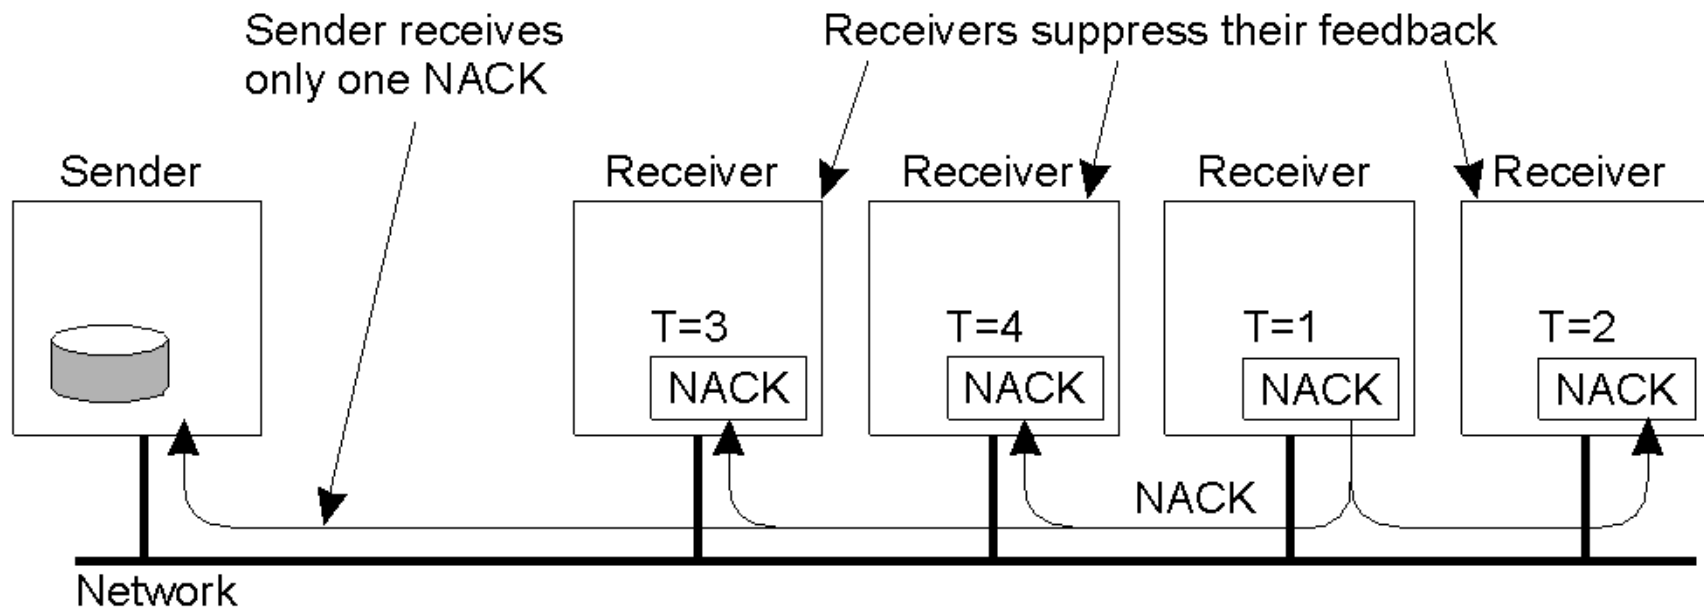 Sender receives
only one NACK
Receivers suppress their feedback
Sender
Receiver
Receiver
Receiver
Receiver
T=3
T=4
T=1
T=2
NACK
NACK
NACK
NACK
NACK
Network